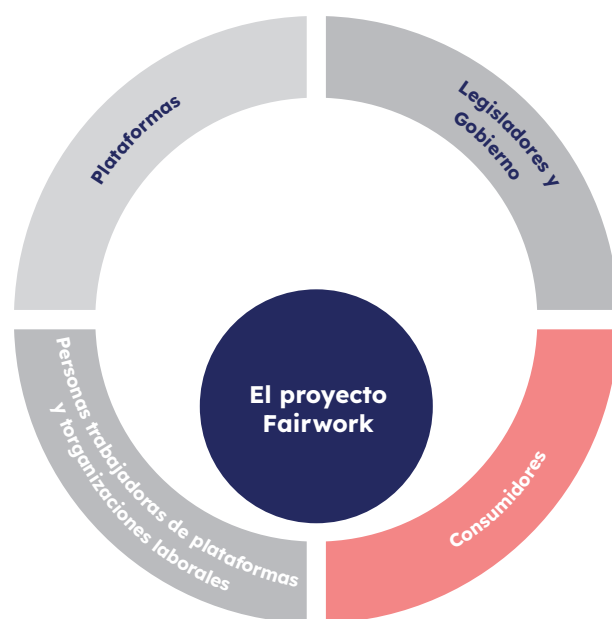 Plataformas
Legisladores y
Gobierno
El proyecto
Fairwork
Personas trabajadoras de plataformas
y torganizaciones laborales
Consumidores